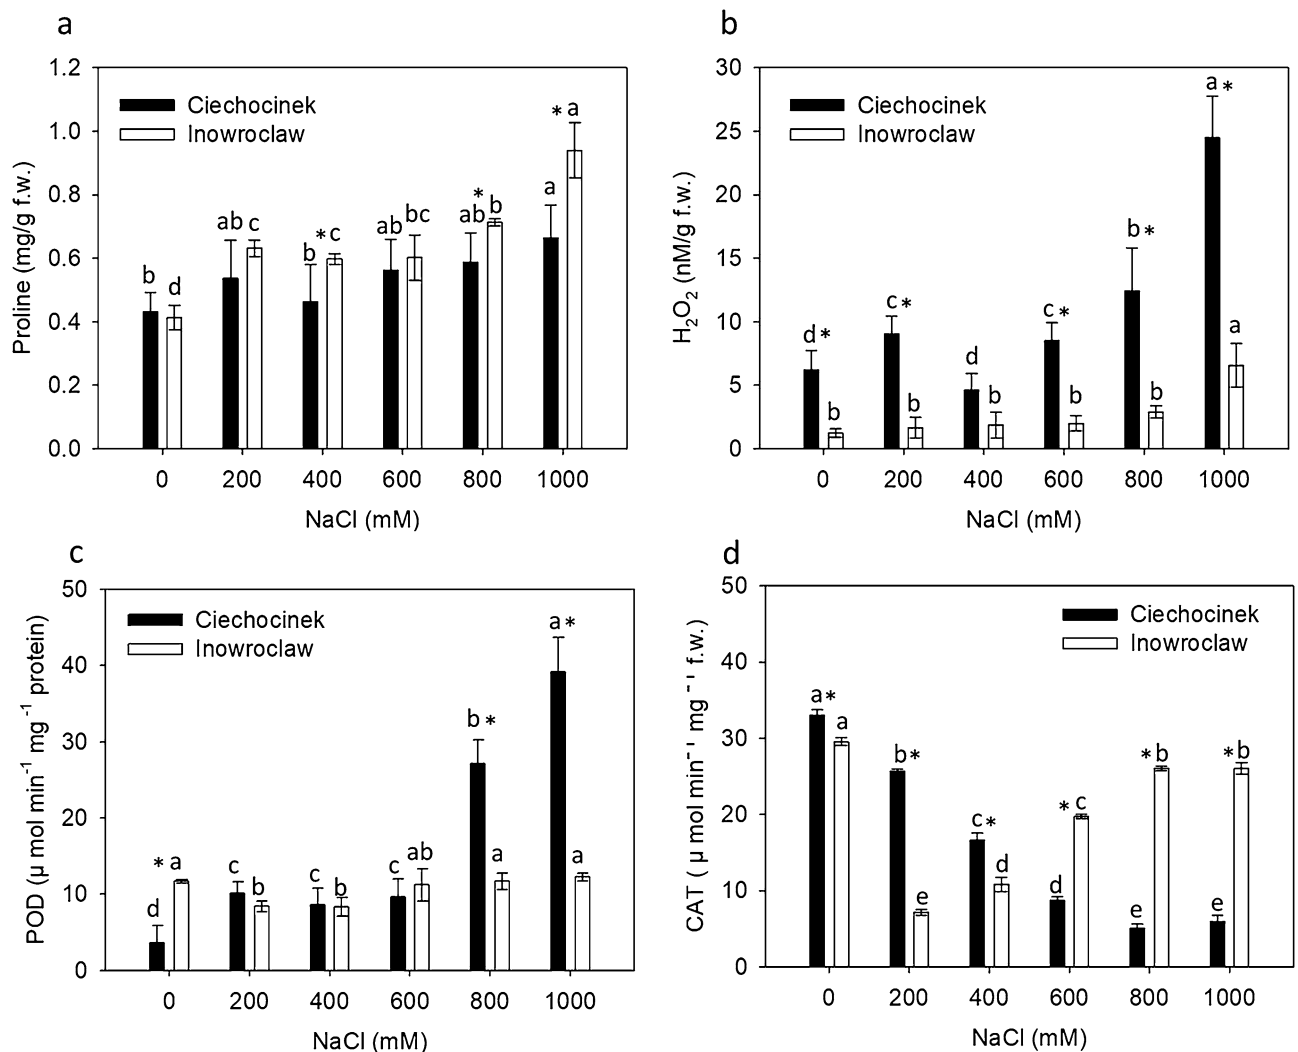 a
1.2
1.0
0.8
0.6
0.4
0.2
0.0
Proline (mg/g f.w.)
Ciechocinek
Inowroclaw
b d
ab c
b * c
ab bc
ab * b
a * a
0 200 400 600 800 1000
NaCl (mM)
b
30
25
20
15
10
5
0
H₂O₂ (nM/g f.w.)
Ciechocinek
Inowroclaw
d* b
c* b
d b
c* b
b* b
a* a
0 200 400 600 800 1000
NaCl (mM)
c
50
40
30
20
10
0
POD (µ mol min⁻¹ mg⁻¹ protein)
Ciechocinek
Inowroclaw
d * a
c b
c b
c ab
b* a
a* a
0 200 400 600 800 1000
NaCl (mM)
d
50
40
30
20
10
0
CAT ( µ mol min⁻¹ mg⁻¹ f.w.)
Ciechocinek
Inowroclaw
a* a
b* e
c* d
d * c
e * b
e * b
0 200 400 600 800 1000
NaCl (mM)